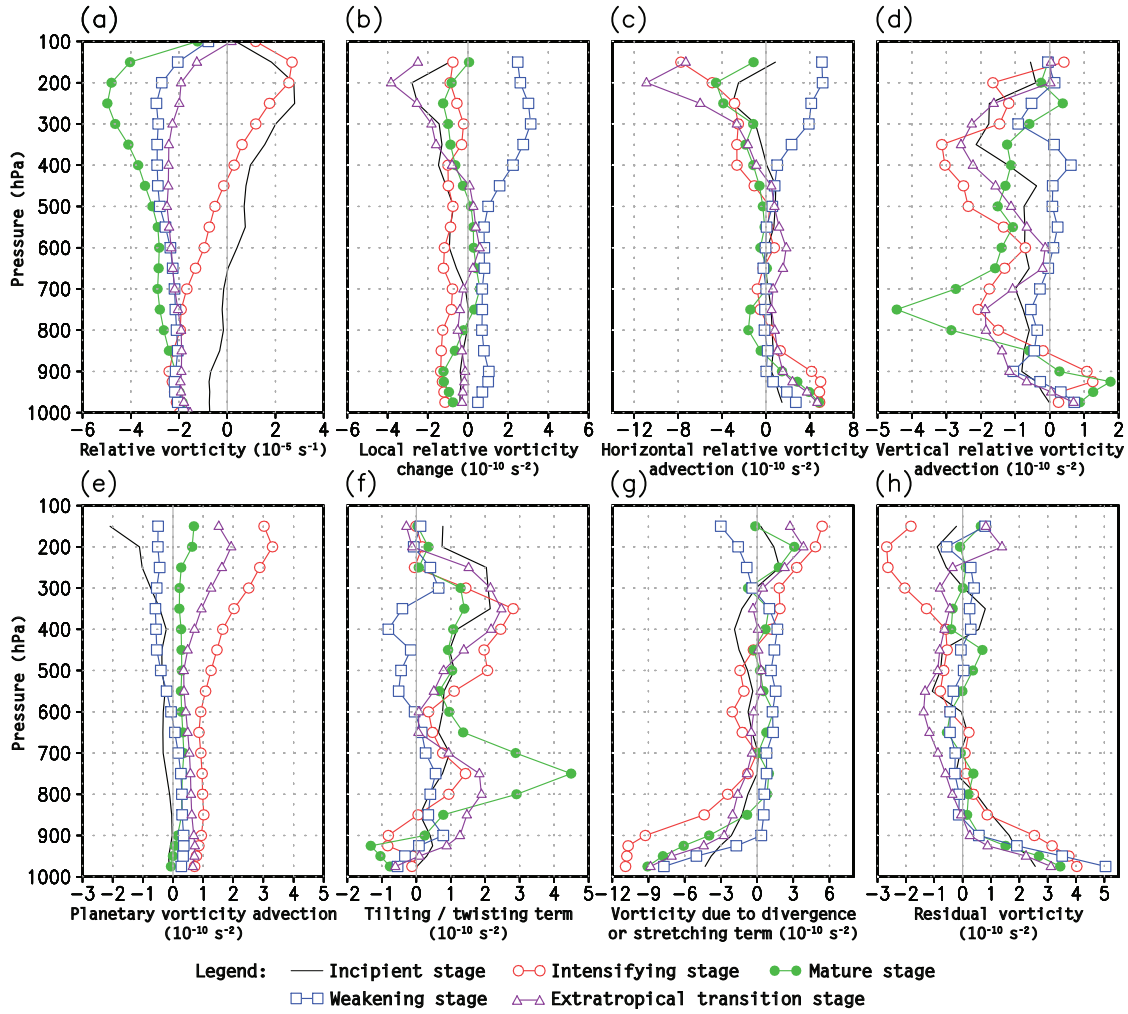 (a) (b) (c) (d)
100
200
300
400
500
600
700
800
900
1000
Pressure (hPa)
−6 −4 −2 0 2 4
−6 −4 −2 0 2 4 6
−12 −8 −4 0 4 8
−5 −4 −3 −2 −1 0 1 2
Relative vorticity (10⁻⁵ s⁻¹)
Local relative vorticity
change (10⁻¹⁰ s⁻²)
Horizontal relative vorticity
advection (10⁻¹⁰ s⁻²)
Vertical relative vorticity
advection (10⁻¹⁰ s⁻²)
(e) (f) (g) (h)
100
200
300
400
500
600
700
800
900
1000
Pressure (hPa)
−3 −2 −1 0 1 2 3 4 5
−2 −1 0 1 2 3 4 5
−12 −9 −6 −3 0 3 6 9
−3 −2 −1 0 1 2 3 4 5
Planetary vorticity advection
(10⁻¹⁰ s⁻²)
Tilting / twisting term
(10⁻¹⁰ s⁻²)
Vorticity due to divergence
or stretching term (10⁻¹⁰ s⁻²)
Residual vorticity
(10⁻¹⁰ s⁻²)
Legend: Incipient stage Intensifying stage Mature stage
Weakening stage Extratropical transition stage